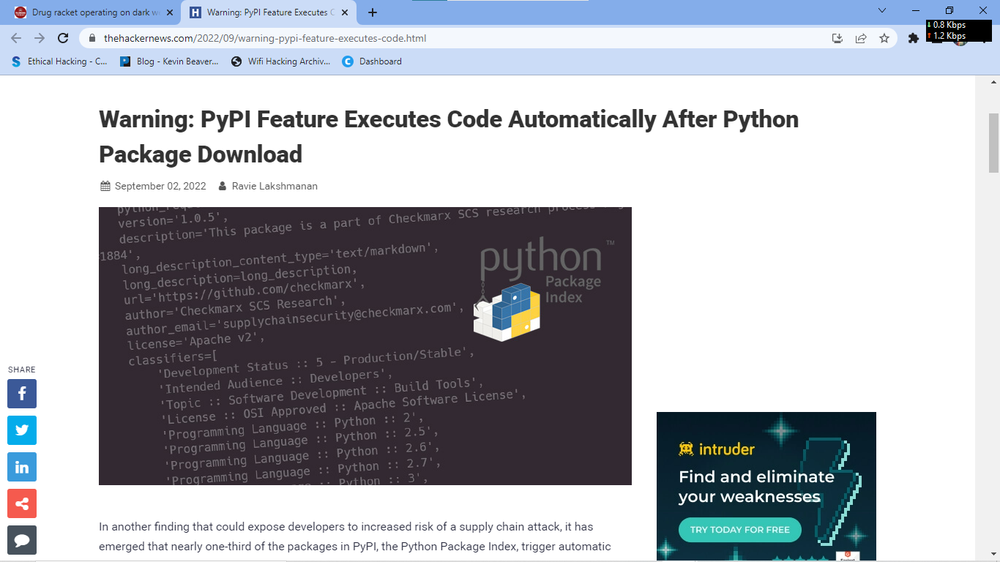 Drug racket operating on dark w
Warning: PyPI Feature Executes C
0.8 Kbps
1.2 Kbps
thehackernews.com/2022/09/warning-pypi-feature-executes-code.html
Ethical Hacking - C...
Blog - Kevin Beaver...
Wifi Hacking Archiv...
Dashboard
Warning: PyPI Feature Executes Code Automatically After Python
Package Download
September 02, 2022
Ravie Lakshmanan
version='1.0.5',
description='This package is a part of Checkmarx SCS research
1884',
long_description_content_type='text/markdown',
long_description=long_description,
url='https://github.com/checkmarx',
author='Checkmarx SCS Research',
author_email='supplychainsecurity@checkmarx.com',
license='Apache v2',
classifiers=[
'Development Status :: 5 - Production/Stable',
'Intended Audience :: Developers',
'Topic :: Software Development :: Build Tools',
'License :: OSI Approved :: Apache Software License',
'Programming Language :: Python :: 2',
'Programming Language :: Python :: 2.5',
'Programming Language :: Python :: 2.6',
'Programming Language :: Python :: 2.7',
Python :: 3',
python™
Package
Index
SHARE
intruder
Find and eliminate
your weaknesses
TRY TODAY FOR FREE
In another finding that could expose developers to increased risk of a supply chain attack, it has
emerged that nearly one-third of the packages in PyPI, the Python Package Index, trigger automatic